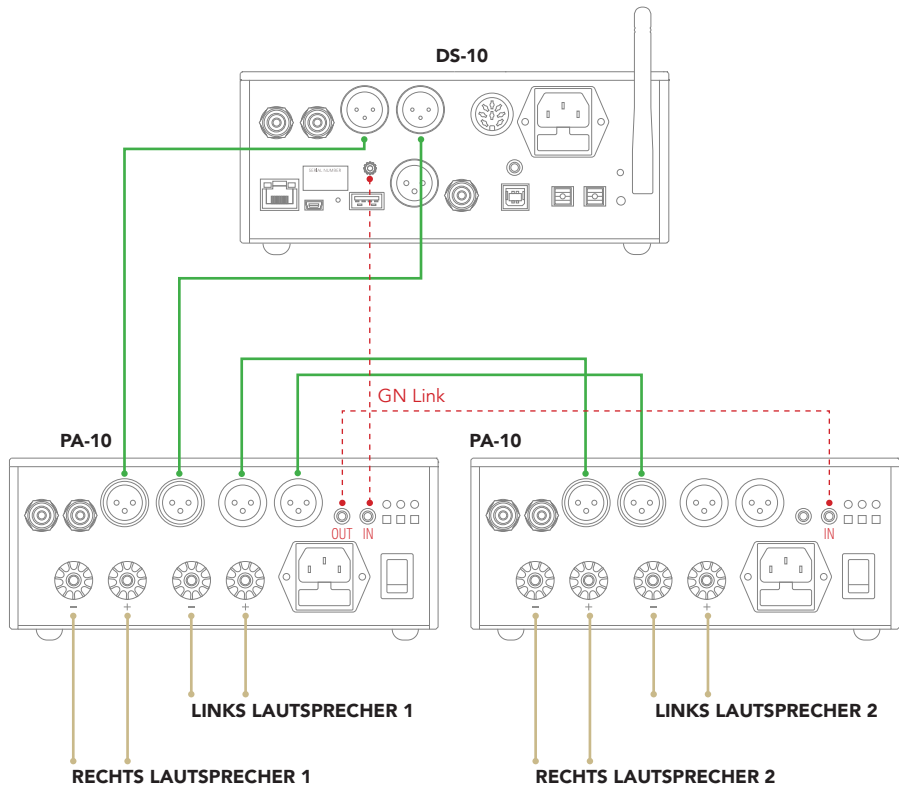 DS-10
SERIAL NUMBER
GN Link
PA-10
PA-10
OUT IN
IN
– + – +
– + – +
LINKS LAUTSPRECHER 1
LINKS LAUTSPRECHER 2
RECHTS LAUTSPRECHER 1
RECHTS LAUTSPRECHER 2